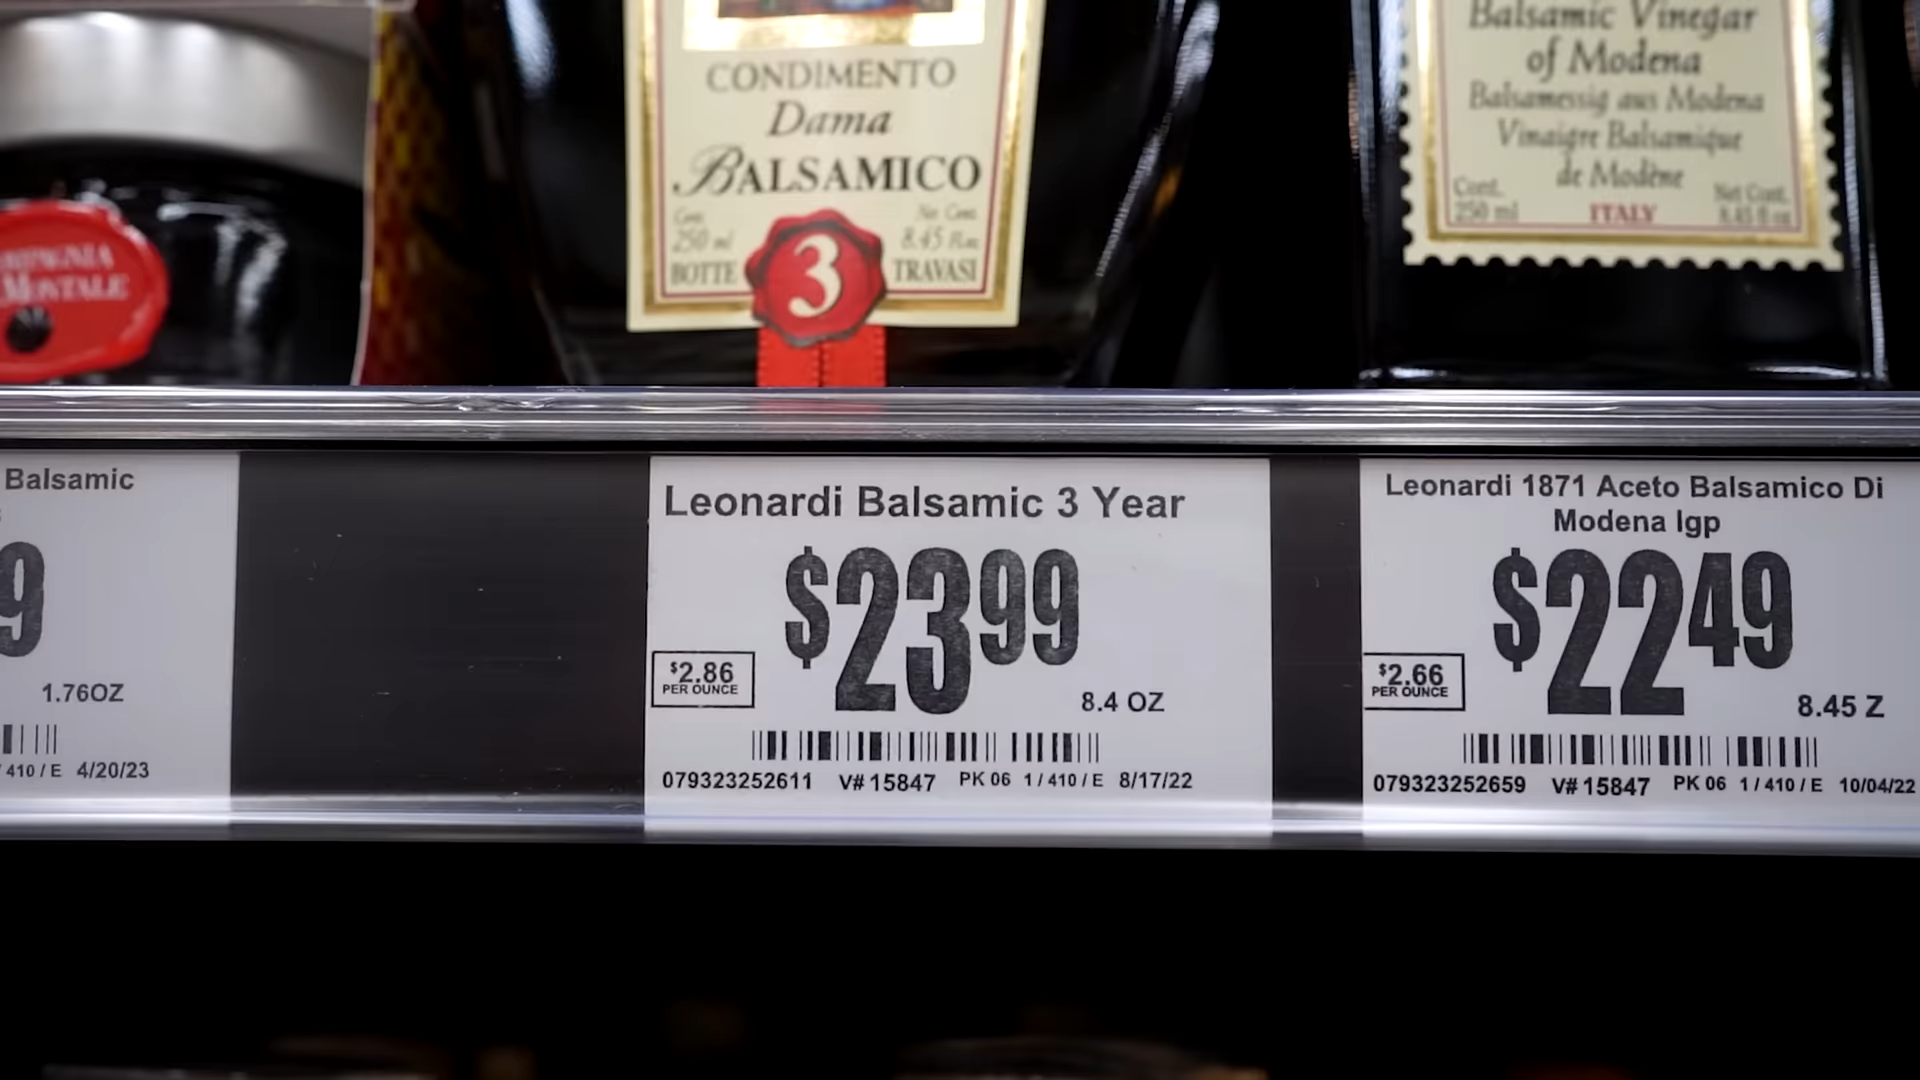 CONDIMENTO
Dama
BALSAMICO
Cont. Net Cont.
250 ml 8.45 fl.oz
BOTTE 3 TRAVASI
Balsamic Vinegar
of Modena
Balsamessig aus Modena
Vinaigre Balsamique
de Modène
Cont. Net Cont.
250 ml ITALY 8.45 fl oz
MONTALE
Balsamic
9
1.76OZ
410 / E 4/20/23
Leonardi Balsamic 3 Year
$2399
$2.86
PER OUNCE
8.4 OZ
079323252611 V# 15847 PK 06 1 / 410 / E 8/17/22
Leonardi 1871 Aceto Balsamico Di
Modena Igp
$2249
$2.66
PER OUNCE
8.45 Z
079323252659 V# 15847 PK 06 1 / 410 / E 10/04/22